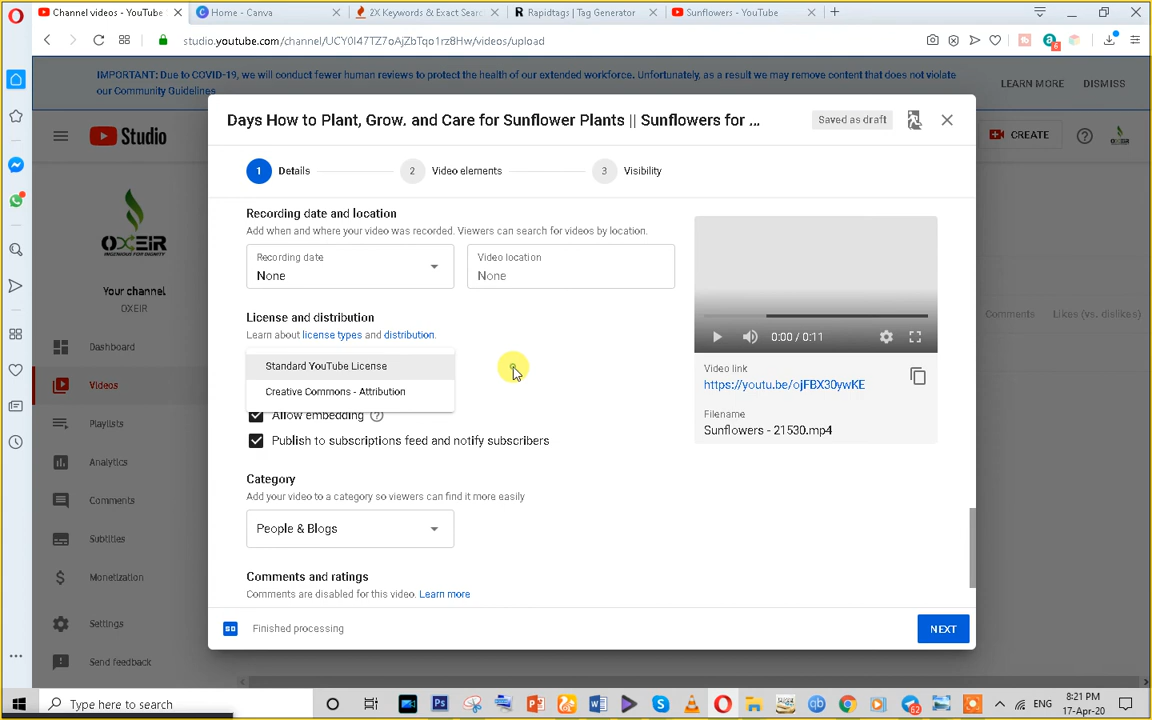 Channel videos - YouTube
Home - Canva
2X Keywords & Exact Sear
Rapidtags | Tag Generator
Sunflowers - YouTube
studio.youtube.com/channel/UCY0I47TZ7oAjZbTqo1rz8Hw/videos/upload
IMPORTANT: Due to COVID-19, we will conduct fewer human reviews to protect the health of our extended workforce. Unfortunately, as a result we may remove content that does not violate
our Community Guidelines
LEARN MORE
DISMISS
Studio
CREATE
Days How to Plant, Grow. and Care for Sunflower Plants || Sunflowers for ...
Saved as draft
1 Details
2 Video elements
3 Visibility
OXEIR
INGENIOUS FOR DIGNITY
Your channel
OXEIR
Dashboard
Videos
Playlists
Analytics
Comments
Subtitles
Monetization
Settings
Send feedback
Recording date and location
Add when and where your video was recorded. Viewers can search for videos by location.
Recording date
None
Video location
None
License and distribution
Learn about license types and distribution.
Standard YouTube License
Creative Commons - Attribution
Allow embedding
Publish to subscriptions feed and notify subscribers
Category
Add your video to a category so viewers can find it more easily
People & Blogs
Comments and ratings
Comments are disabled for this video. Learn more
0:00 / 0:11
Video link
https://youtu.be/ojFBX30ywKE
Filename
Sunflowers - 21530.mp4
Comments
Likes (vs. dislikes)
SD
Finished processing
NEXT
Type here to search
62
ENG
8:21 PM
17-Apr-20